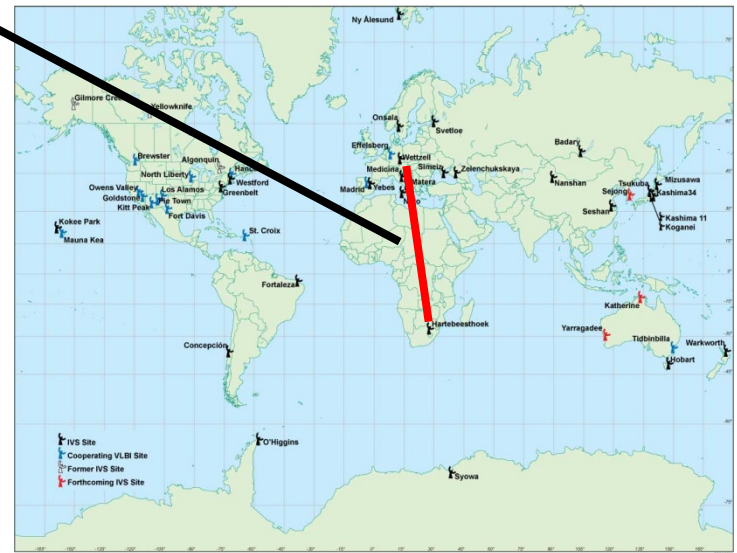 Ny Ålesund
Gilmore Creek
Yellowknife
Onsala
Svetloe
Badary
Effelsberg
Wettzell
Brewster
Algonquin
Medicina
Simeiz
Zelenchukskaya
North Liberty
Westford
Matera
Nanshan
Tsukuba
Mizusawa
Owens Valley
Los Alamos
Greenbelt
Madrid
Yebes
Sejong
Kashima34
Goldstone
Pie Town
Noto
Kitt Peak
Fort Davis
Seshan
Kashima 11
Koganei
Kokee Park
Mauna Kea
St. Croix
Fortaleza
Katherine
Hartebeesthoek
Yarragadee
Tidbinbilla
Warkworth
Concepción
Hobart
IVS Site
Cooperating VLBI Site
Former IVS Site
Forthcoming IVS Site
O'Higgins
Syowa